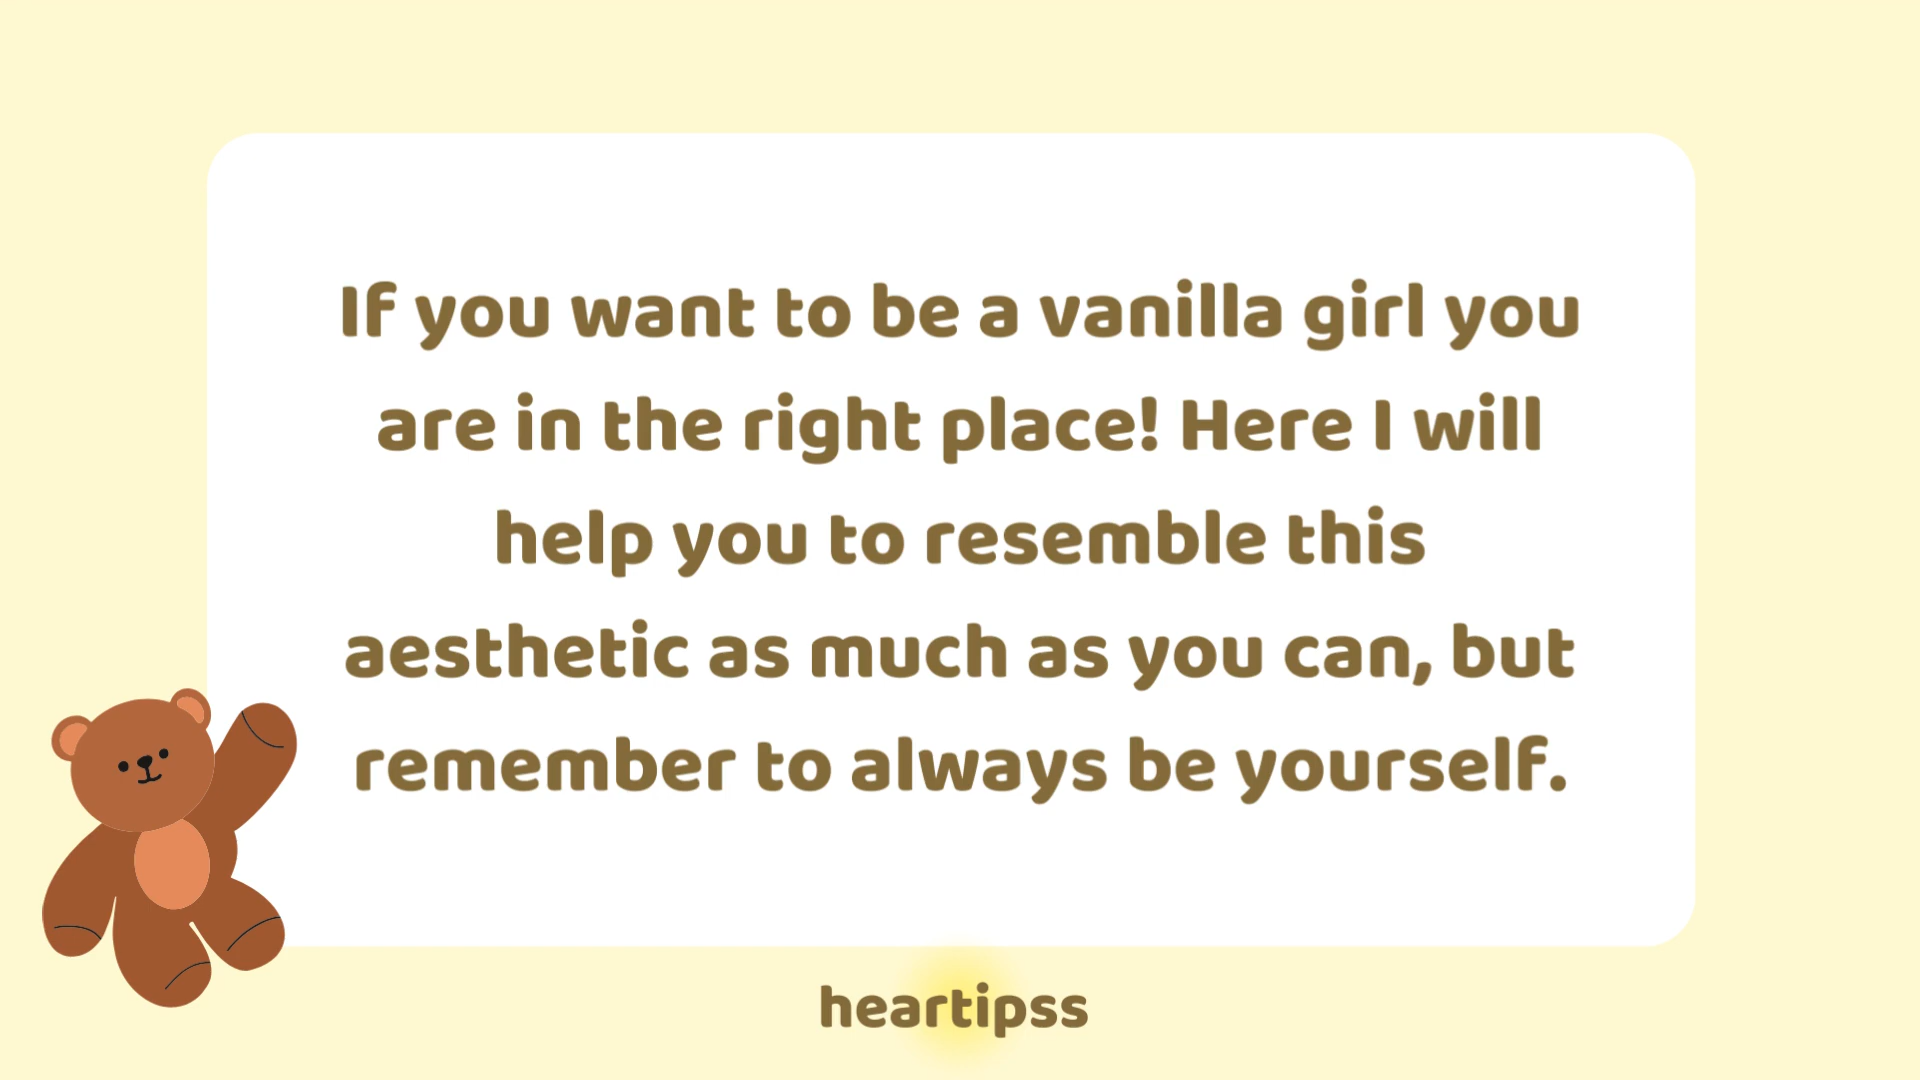 If you want to be a vanilla girl you
are in the right place! Here I will
help you to resemble this
aesthetic as much as you can, but
remember to always be yourself.
heartipss